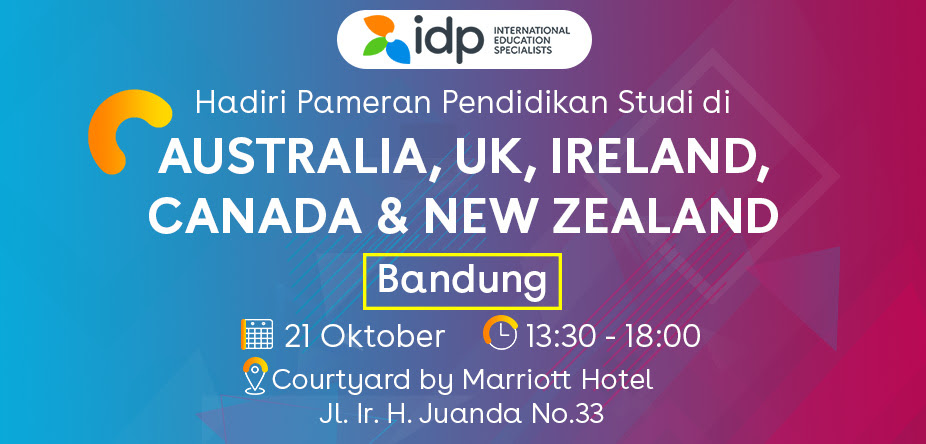 idp
INTERNATIONAL
EDUCATION
SPECIALISTS
Hadiri Pameran Pendidikan Studi di
AUSTRALIA, UK, IRELAND,
CANADA & NEW ZEALAND
Bandung
21 Oktober 13:30 - 18:00
Courtyard by Marriott Hotel
Jl. Ir. H. Juanda No.33